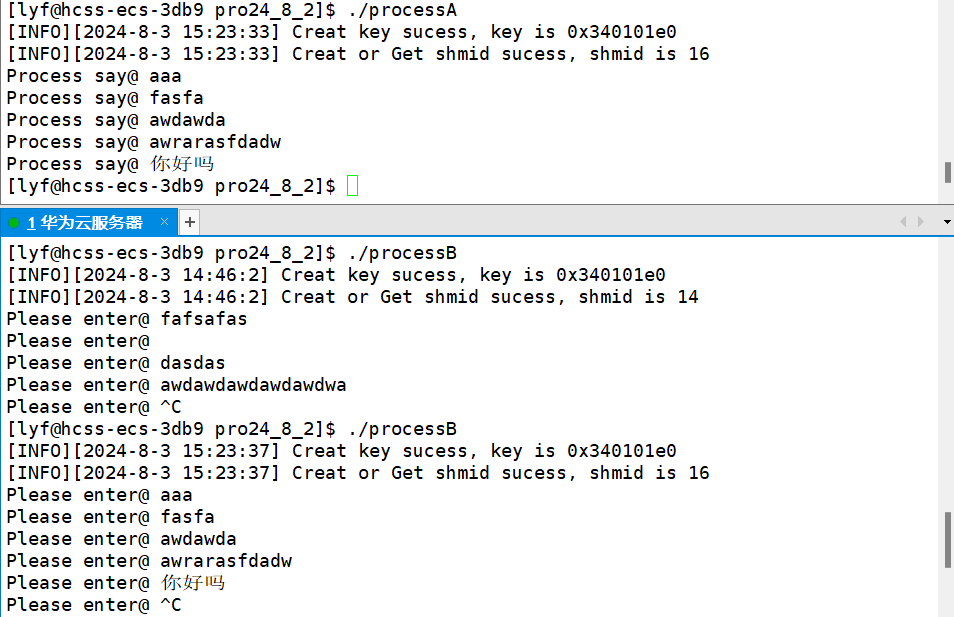 [lyf@hcss-ecs-3db9 pro24_8_2]$ ./processA
[INFO][2024-8-3 15:23:33] Creat key sucess, key is 0x340101e0
[INFO][2024-8-3 15:23:33] Creat or Get shmid sucess, shmid is 16
Process say@ aaa
Process say@ fasfa
Process say@ awdawda
Process say@ awrarasfdadw
Process say@ 你好吗
[lyf@hcss-ecs-3db9 pro24_8_2]$
1 华为云服务器 × +
[lyf@hcss-ecs-3db9 pro24_8_2]$ ./processB
[INFO][2024-8-3 14:46:2] Creat key sucess, key is 0x340101e0
[INFO][2024-8-3 14:46:2] Creat or Get shmid sucess, shmid is 14
Please enter@ fafsafas
Please enter@
Please enter@ dasdas
Please enter@ awdawdawdawdawdwa
Please enter@ ^C
[lyf@hcss-ecs-3db9 pro24_8_2]$ ./processB
[INFO][2024-8-3 15:23:37] Creat key sucess, key is 0x340101e0
[INFO][2024-8-3 15:23:37] Creat or Get shmid sucess, shmid is 16
Please enter@ aaa
Please enter@ fasfa
Please enter@ awdawda
Please enter@ awrarasfdadw
Please enter@ 你好吗
Please enter@ ^C